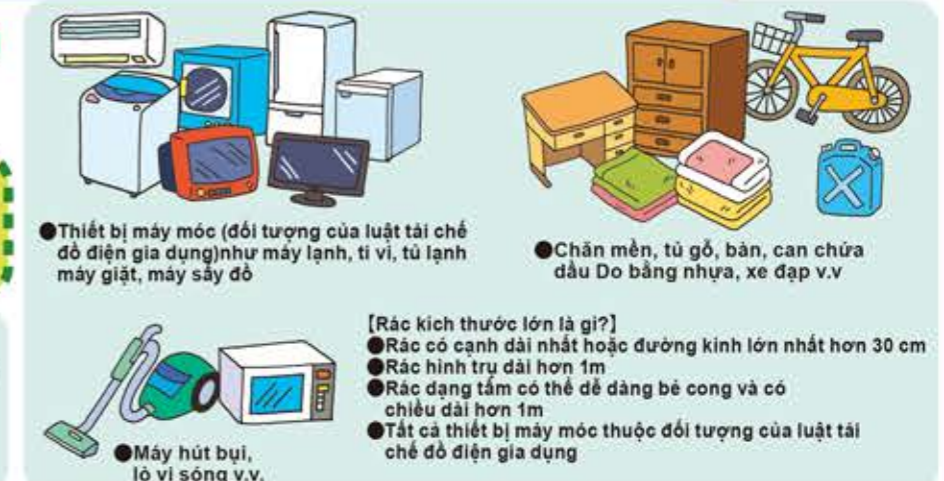 ●Thiết bị máy móc (đối tượng của luật tái chế
đồ điện gia dụng)như máy lạnh, ti vi, tủ lạnh
máy giặt, máy sấy đồ
●Chăn mền, tủ gỗ, bàn, can chứa
dầu Do bằng nhựa, xe đạp v.v
●Máy hút bụi,
lò vi sóng v.v.
【Rác kích thước lớn là gì?】
●Rác có cạnh dài nhất hoặc đường kính lớn nhất hơn 30 cm
●Rác hình trụ dài hơn 1m
●Rác dạng tấm có thể dễ dàng bẻ cong và có
chiều dài hơn 1m
●Tất cả thiết bị máy móc thuộc đối tượng của luật tái
chế đồ điện gia dụng